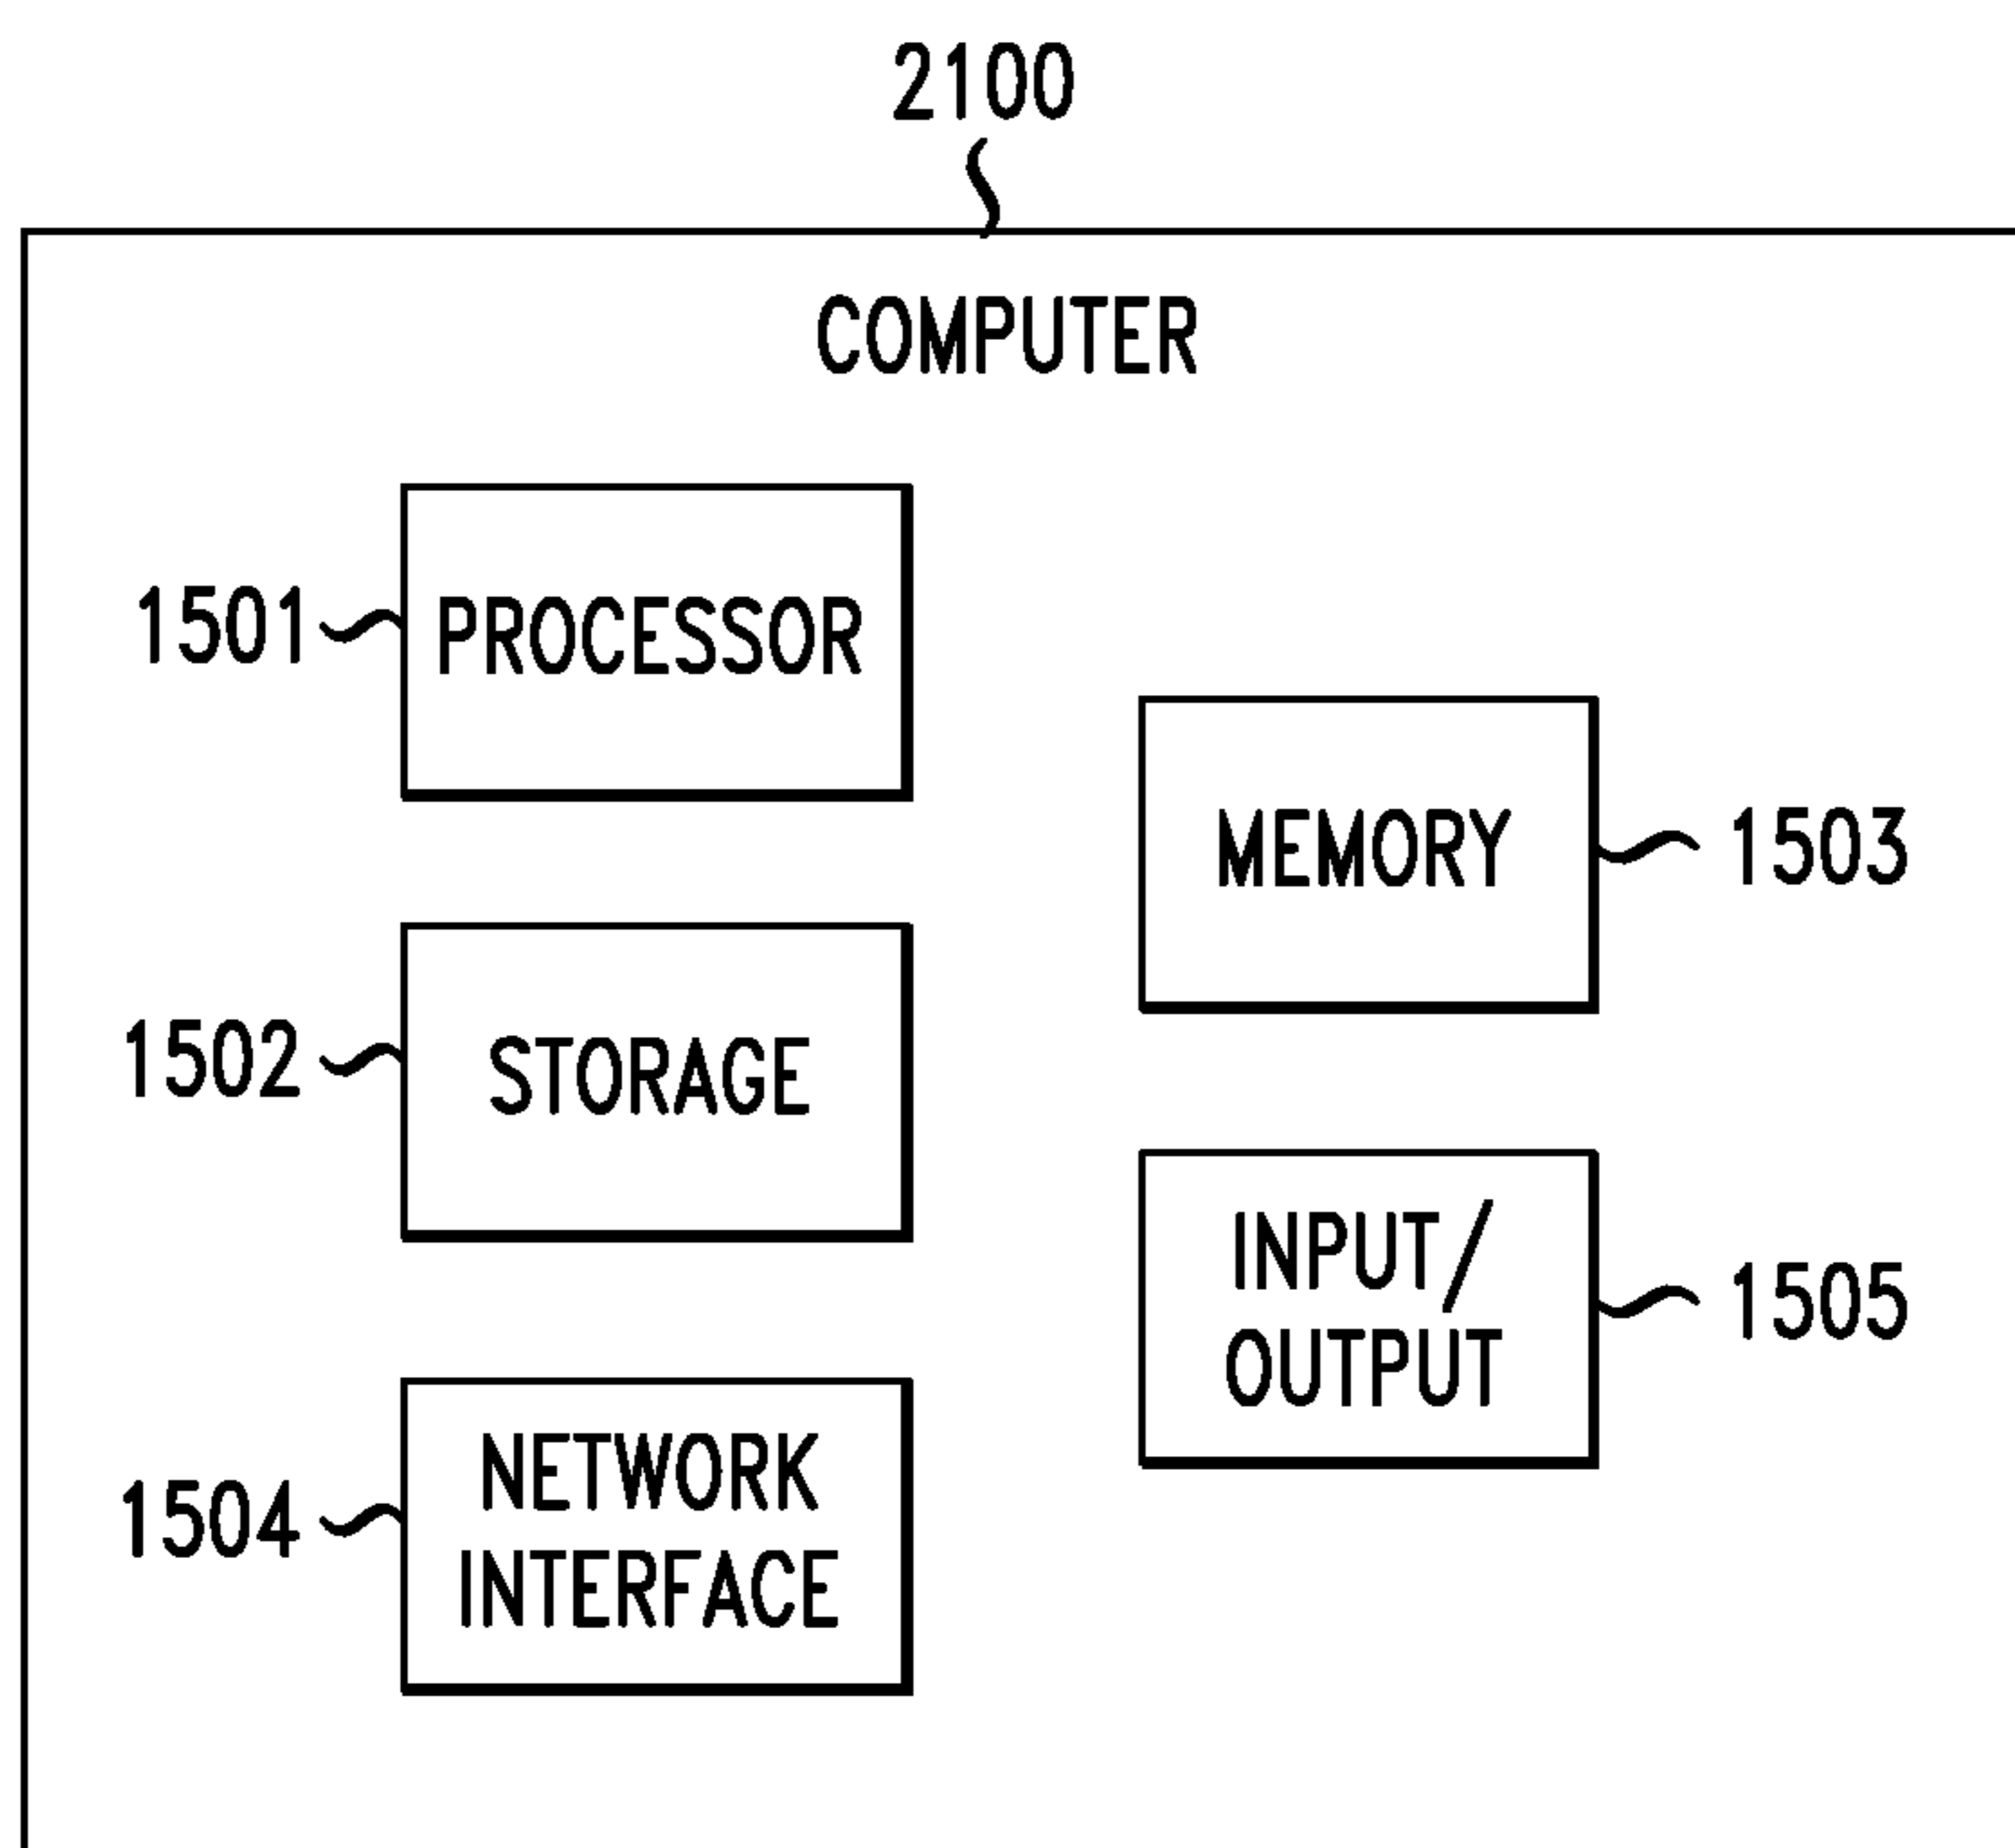 2100
COMPUTER
1501
PROCESSOR
MEMORY
1503
1502
STORAGE
INPUT/
OUTPUT
1505
1504
NETWORK
INTERFACE